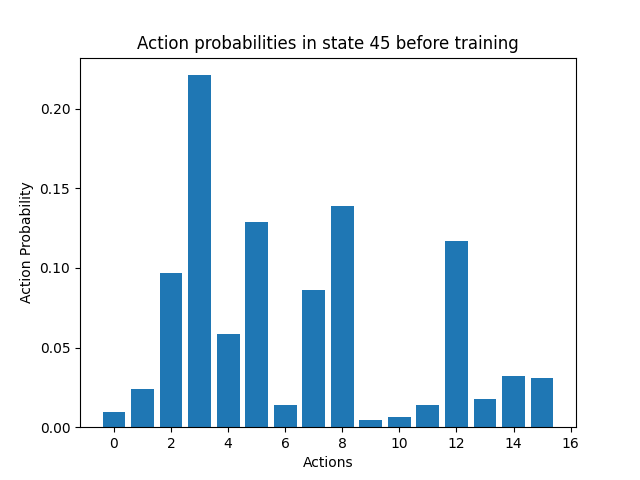 Action probabilities in state 45 before training
0.20
0.15
0.10
0.05
0.00
Action Probability
0 2 4 6 8 10 12 14 16
Actions